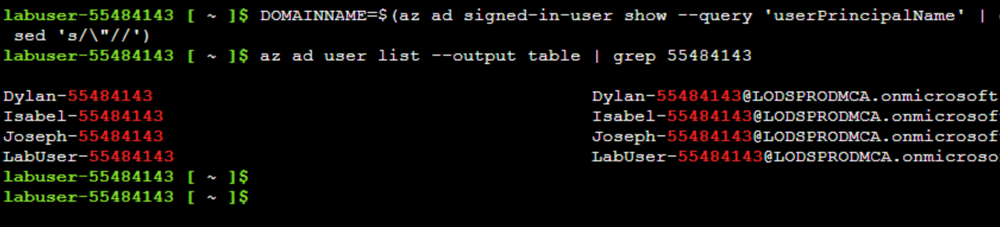 labuser-55484143 [ ~ ]$ DOMAINNAME=$(az ad signed-in-user show --query 'userPrincipalName' |
sed 's/\"//')
labuser-55484143 [ ~ ]$ az ad user list --output table | grep 55484143
Dylan-55484143 Dylan-55484143@LODSPRODMCA.onmicrosoft
Isabel-55484143 Isabel-55484143@LODSPRODMCA.onmicrosof
Joseph-55484143 Joseph-55484143@LODSPRODMCA.onmicrosof
LabUser-55484143 LabUser-55484143@LODSPRODMCA.onmicroso
labuser-55484143 [ ~ ]$
labuser-55484143 [ ~ ]$